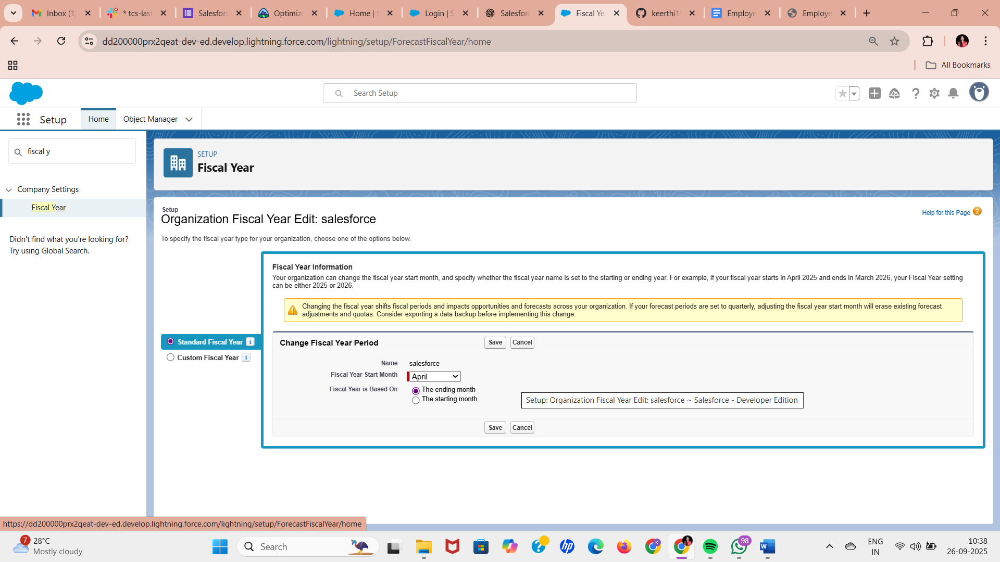 Inbox (1,
* tcs-last
Salesforc
Optimize
Home | S
Login | S
Salesforc
Fiscal Ye
keerthi19
Employe
Employe
dd200000prx2qeat-dev-ed.develop.lightning.force.com/lightning/setup/ForecastFiscalYear/home
All Bookmarks
Search Setup
Setup
Home
Object Manager
fiscal y
Company Settings
Fiscal Year
Didn't find what you're looking for?
Try using Global Search.
SETUP
Fiscal Year
Setup
Organization Fiscal Year Edit: salesforce
Help for this Page
To specify the fiscal year type for your organization, choose one of the options below.
Fiscal Year Information
Your organization can change the fiscal year start month, and specify whether the fiscal year name is set to the starting or ending year. For example, if your fiscal year starts in April 2025 and ends in March 2026, your Fiscal Year setting
can be either 2025 or 2026.
Changing the fiscal year shifts fiscal periods and impacts opportunities and forecasts across your organization. If your forecast periods are set to quarterly, adjusting the fiscal year start month will erase existing forecast
adjustments and quotas. Consider exporting a data backup before implementing this change.
Standard Fiscal Year
Custom Fiscal Year
Change Fiscal Year Period
Save
Cancel
Name
salesforce
Fiscal Year Start Month
April
Fiscal Year is Based On
The ending month
The starting month
Setup: Organization Fiscal Year Edit: salesforce ~ Salesforce - Developer Edition
Save
Cancel
https://dd200000prx2qeat-dev-ed.develop.lightning.force.com/lightning/setup/ForecastFiscalYear/home
7
28°C
Mostly cloudy
Search
98
ENG
IN
10:38
26-09-2025